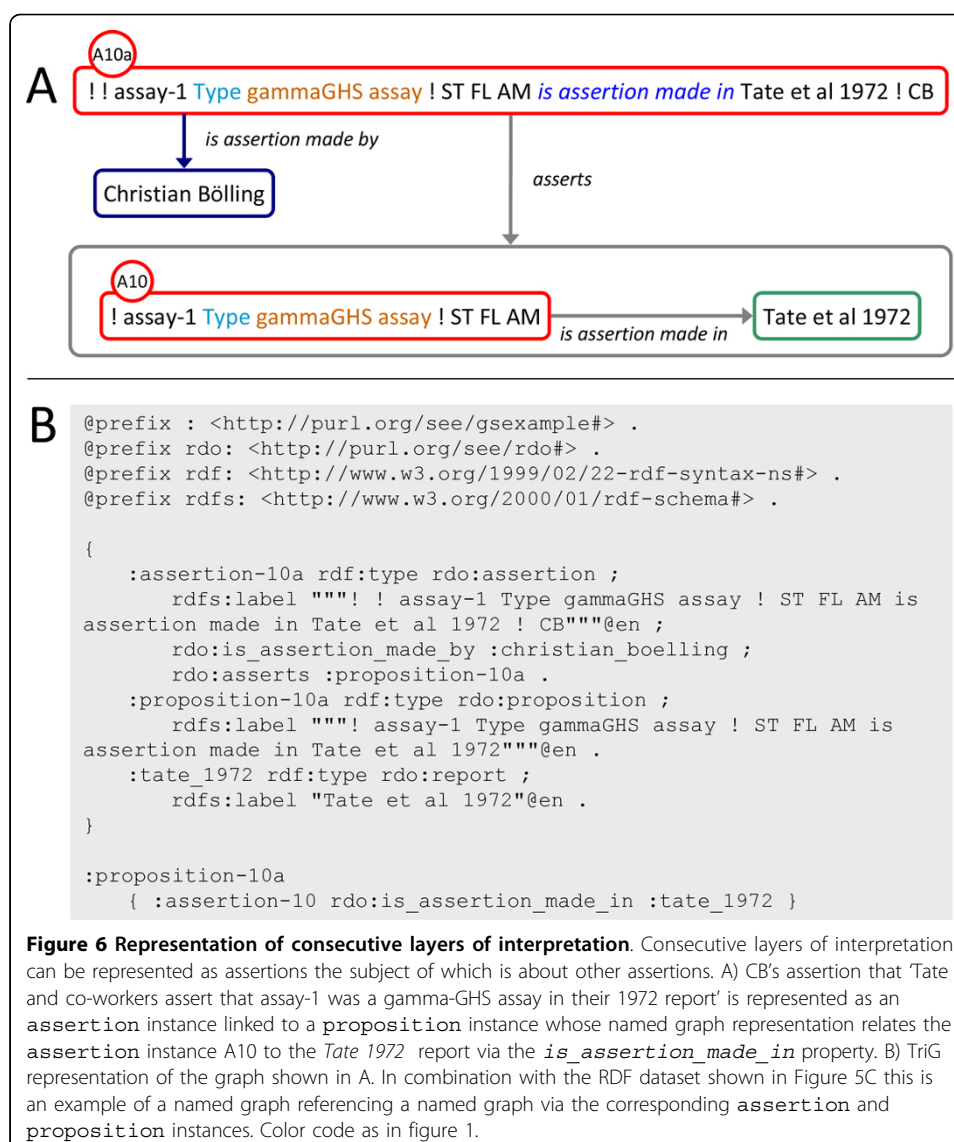 A10a
A
! ! assay-1 Type gammaGHS assay ! ST FL AM is assertion made in Tate et al 1972 ! CB
is assertion made by
asserts
Christian Bölling
A10
! assay-1 Type gammaGHS assay ! ST FL AM
is assertion made in
Tate et al 1972
B
@prefix : <http://purl.org/see/gsexample#> .
@prefix rdo: <http://purl.org/see/rdo#> .
@prefix rdf: <http://www.w3.org/1999/02/22-rdf-syntax-ns#> .
@prefix rdfs: <http://www.w3.org/2000/01/rdf-schema#> .
{
:assertion-10a rdf:type rdo:assertion ;
rdfs:label """! ! assay-1 Type gammaGHS assay ! ST FL AM is
assertion made in Tate et al 1972 ! CB"""@en ;
rdo:is_assertion_made_by :christian_boelling ;
rdo:asserts :proposition-10a .
:proposition-10a rdf:type rdo:proposition ;
rdfs:label """! assay-1 Type gammaGHS assay ! ST FL AM is
assertion made in Tate et al 1972"""@en .
:tate_1972 rdf:type rdo:report ;
rdfs:label "Tate et al 1972"@en .
}
:proposition-10a
{ :assertion-10 rdo:is_assertion_made_in :tate_1972 }
Figure 6 Representation of consecutive layers of interpretation. Consecutive layers of interpretation
can be represented as assertions the subject of which is about other assertions. A) CB's assertion that 'Tate
and co-workers assert that assay-1 was a gamma-GHS assay in their 1972 report' is represented as an
assertion instance linked to a proposition instance whose named graph representation relates the
assertion instance A10 to the Tate 1972 report via the is_assertion_made_in property. B) TriG
representation of the graph shown in A. In combination with the RDF dataset shown in Figure 5C this is
an example of a named graph referencing a named graph via the corresponding assertion and
proposition instances. Color code as in figure 1.